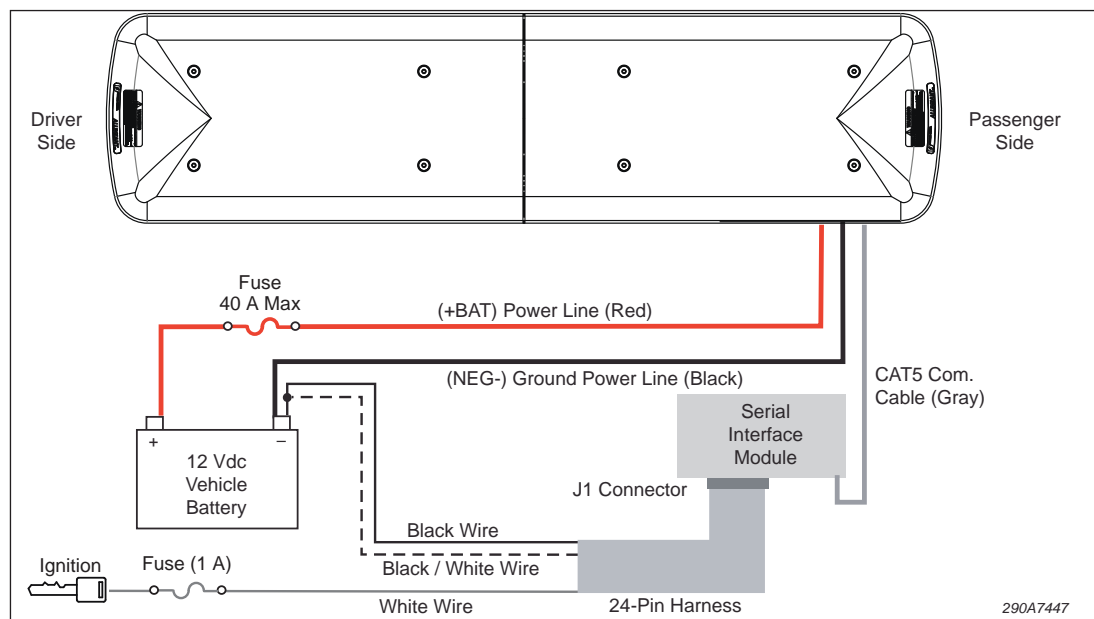 Driver
Side
Passenger
Side
Fuse
40 A Max
(+BAT) Power Line (Red)
(NEG-) Ground Power Line (Black)
CAT5 Com.
Cable (Gray)
Serial
Interface
Module
+
−
12 Vdc
Vehicle
Battery
J1 Connector
Black Wire
Ignition
Fuse (1 A)
Black / White Wire
White Wire
24-Pin Harness
290A7447